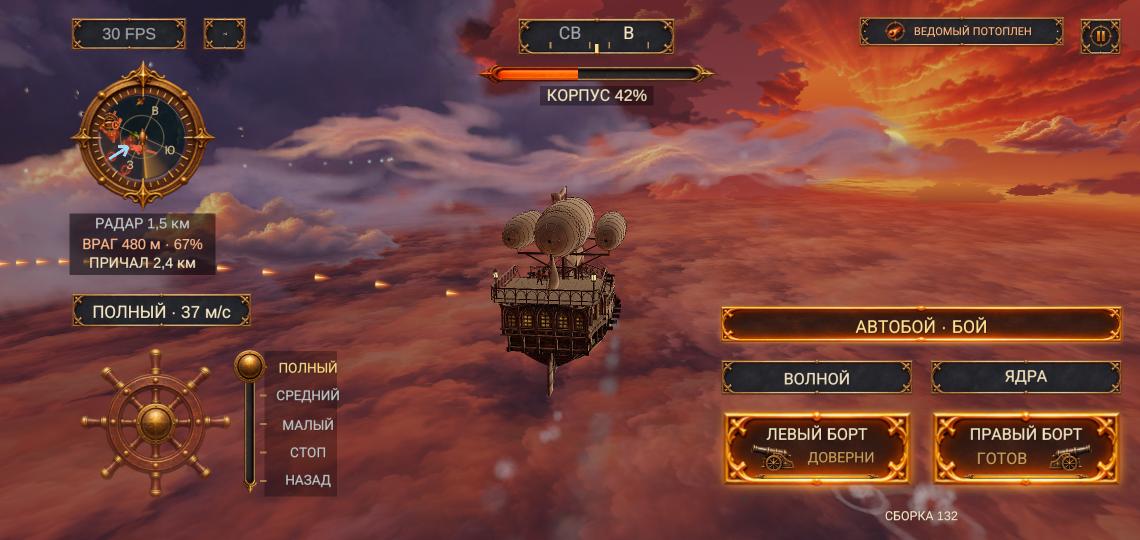 30 FPS
СВ В
ВЕДОМЫЙ ПОТОПЛЕН
КОРПУС 42%
В
Ю
З
С
РАДАР 1,5 км
ВРАГ 480 м · 67%
ПРИЧАЛ 2,4 км
ПОЛНЫЙ · 37 м/с
ПОЛНЫЙ
СРЕДНИЙ
МАЛЫЙ
СТОП
НАЗАД
АВТОБОЙ · БОЙ
ВОЛНОЙ
ЯДРА
ЛЕВЫЙ БОРТ
ДОВЕРНИ
ПРАВЫЙ БОРТ
ГОТОВ
СБОРКА 132